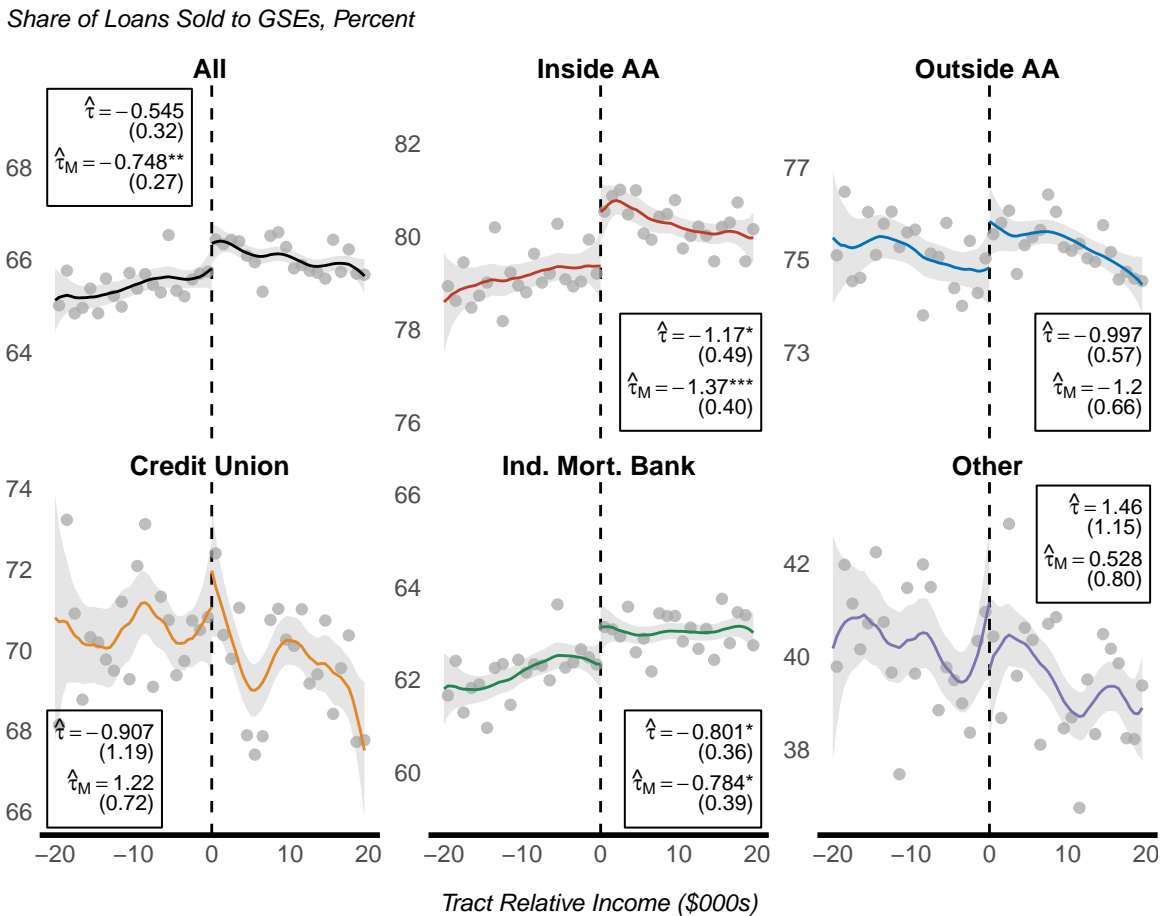 Share of Loans Sold to GSEs, Percent
All
τ̂ = −0.545
(0.32)
τ̂M = −0.748**
(0.27)
68
66
64
Inside AA
82
80
78
76
τ̂ = −1.17*
(0.49)
τ̂M = −1.37***
(0.40)
Outside AA
77
75
73
τ̂ = −0.997
(0.57)
τ̂M = −1.2
(0.66)
Credit Union
74
72
70
68
66
τ̂ = −0.907
(1.19)
τ̂M = 1.22
(0.72)
−20 −10 0 10 20
Ind. Mort. Bank
66
64
62
60
τ̂ = −0.801*
(0.36)
τ̂M = −0.784*
(0.39)
−20 −10 0 10 20
Other
τ̂ = 1.46
(1.15)
τ̂M = 0.528
(0.80)
42
40
38
−20 −10 0 10 20
Tract Relative Income ($000s)